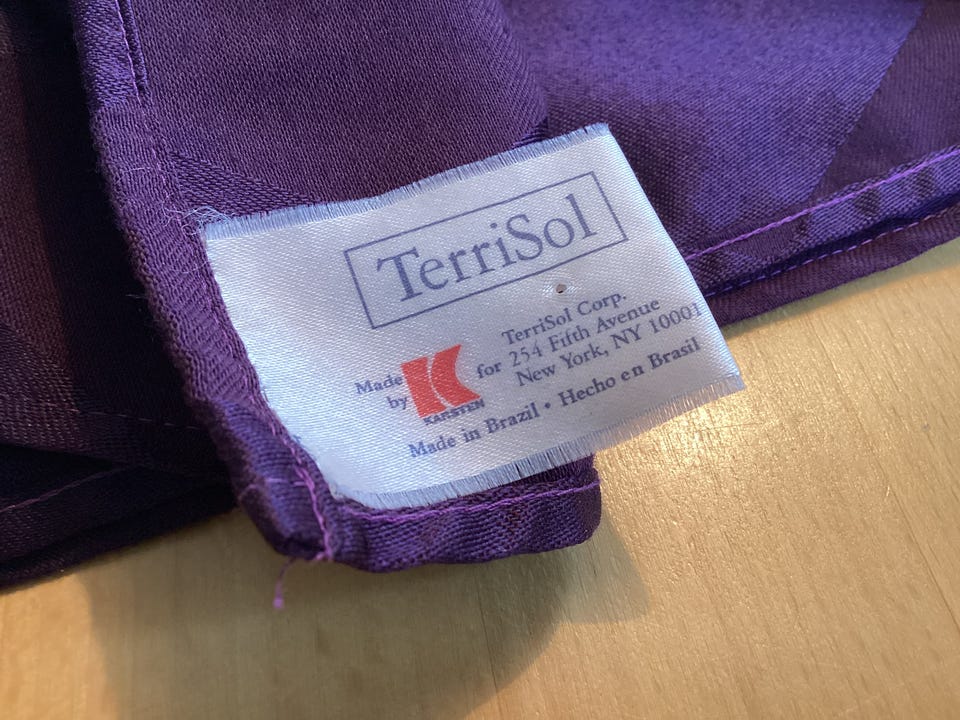 TerriSol
TerriSol Corp.
Made by KARSTEN for 254 Fifth Avenue
New York, NY 10001
Made in Brazil • Hecho en Brasil